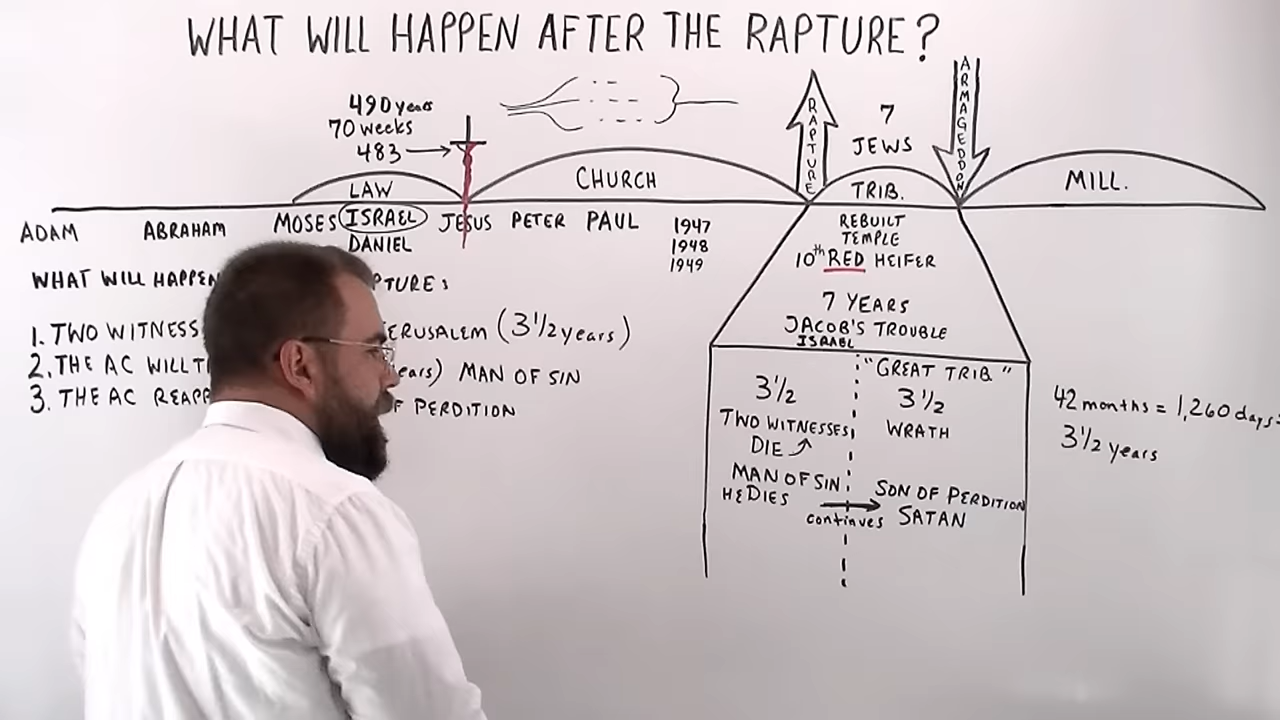 WHAT WILL HAPPEN AFTER THE RAPTURE?
490 years
70 weeks
483
RAPTURE
7
JEWS
ARMAGEDDON
LAW
CHURCH
TRIB.
MILL.
ADAM
ABRAHAM
MOSES
ISRAEL
DANIEL
JESUS
PETER
PAUL
1947
1948
1949
REBUILT
TEMPLE
10th RED HEIFER
7 YEARS
JACOB'S TROUBLE
ISRAEL
"GREAT TRIB"
3½
TWO WITNESSES
DIE
MAN OF SIN
HE DIES
continues
3½
WRATH
SON OF PERDITION
SATAN
42 months = 1,260 days=
3½ years
WHAT WILL HAPPEN
1. TWO WITNESS (3½ years)
2. THE AC WILL MAN OF SIN
3. THE AC PERDITION